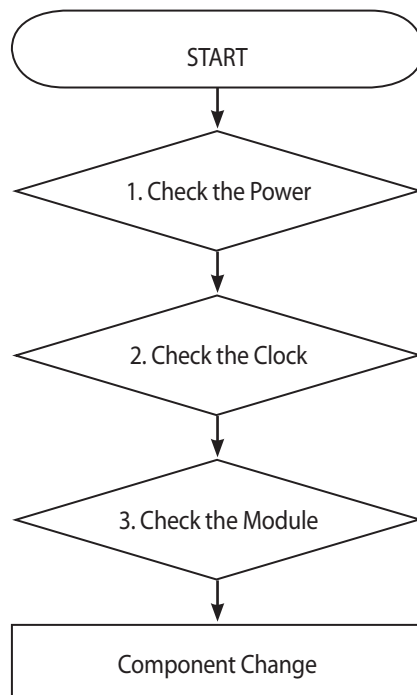 START
1. Check the Power
2. Check the Clock
3. Check the Module
Component Change